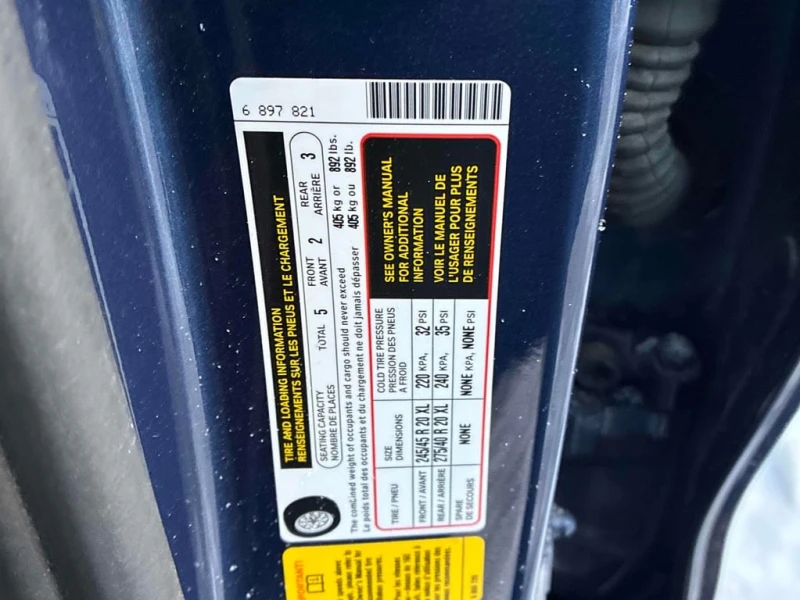 6 897 821
TIRE AND LOADING INFORMATION
RENSEIGNEMENTS SUR LES PNEUS ET LE CHARGEMENT
SEATING CAPACITY
NOMBRE DE PLACES
TOTAL 5
FRONT
AVANT 2
REAR
ARRIÈRE 3
The combined weight of occupants and cargo should never exceed 405 kg or 892 lbs.
Le poids total des occupants et du chargement ne doit jamais dépasser 405 kg ou 892 lb.
TIRE/PNEU
SIZE
DIMENSIONS
COLD TIRE PRESSURE
PRESSION DES PNEUS
À FROID
FRONT / AVANT 245/45 R 20 XL 220 KPA, 32 PSI
REAR / ARRIÈRE 275/40 R 20 XL 240 KPA, 35 PSI
SPARE
DE SECOURS NONE NONE KPA, NONE PSI
SEE OWNER'S MANUAL
FOR ADDITIONAL
INFORMATION
VOIR LE MANUEL DE
L'USAGER POUR PLUS
DE RENSEIGNEMENTS